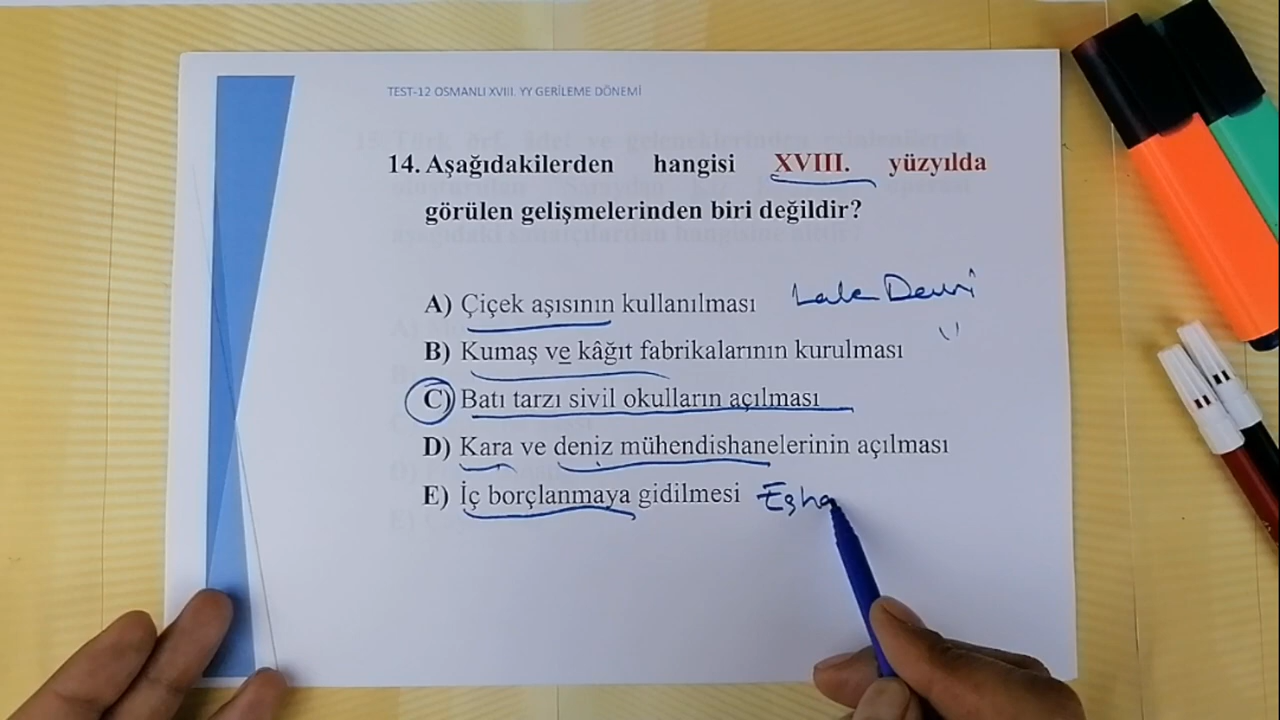 TEST-12 OSMANLI XVIII. YY GERİLEME DÖNEMİ
14. Aşağıdakilerden hangisi XVIII. yüzyılda
görülen gelişmelerinden biri değildir?
A) Çiçek aşısının kullanılması Lale Devri
B) Kumaş ve kâğıt fabrikalarının kurulması
C) Batı tarzı sivil okulların açılması
D) Kara ve deniz mühendishanelerinin açılması
E) İç borçlanmaya gidilmesi Esha